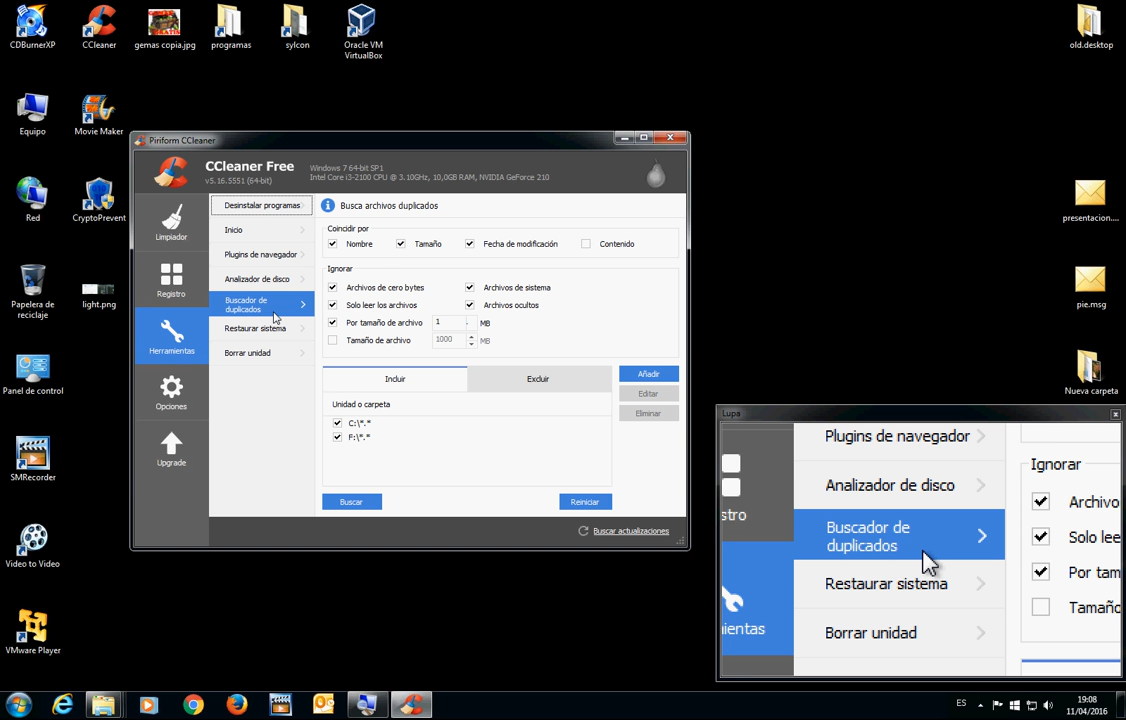 CDBurnerXP
CCleaner
gemas copia.jpg
programas
sylcon
Oracle VM
VirtualBox
old.desktop
Equipo
Movie Maker
Red
CryptoPrevent
presentacion....
Papelera de
reciclaje
light.png
pie.msg
Panel de control
Nueva carpeta
SMRecorder
Video to Video
VMware Player
Piriform CCleaner
CCleaner Free
v5.16.5551 (64-bit)
Windows 7 64-bit SP1
Intel Core i3-2100 CPU @ 3.10GHz, 10,0GB RAM, NVIDIA GeForce 210
Limpiador
Registro
Herramientas
Opciones
Upgrade
Desinstalar programas
Inicio
Plugins de navegador
Analizador de disco
Buscador de
duplicados
Restaurar sistema
Borrar unidad
Busca archivos duplicados
Coincidir por
Nombre
Tamaño
Fecha de modificación
Contenido
Ignorar
Archivos de cero bytes
Archivos de sistema
Solo leer los archivos
Archivos ocultos
Por tamaño de archivo
1
MB
Tamaño de archivo
1000
MB
Incluir
Excluir
Añadir
Editar
Eliminar
Unidad o carpeta
C:\*.*
F:\*.*
Buscar
Reiniciar
Buscar actualizaciones
Lupa
Plugins de navegador
Analizador de disco
stro
Buscador de
duplicados
Restaurar sistema
ientas
Borrar unidad
Ignorar
Archivo
Solo lee
Por tam
Tamaño
ES
19:08
11/04/2016